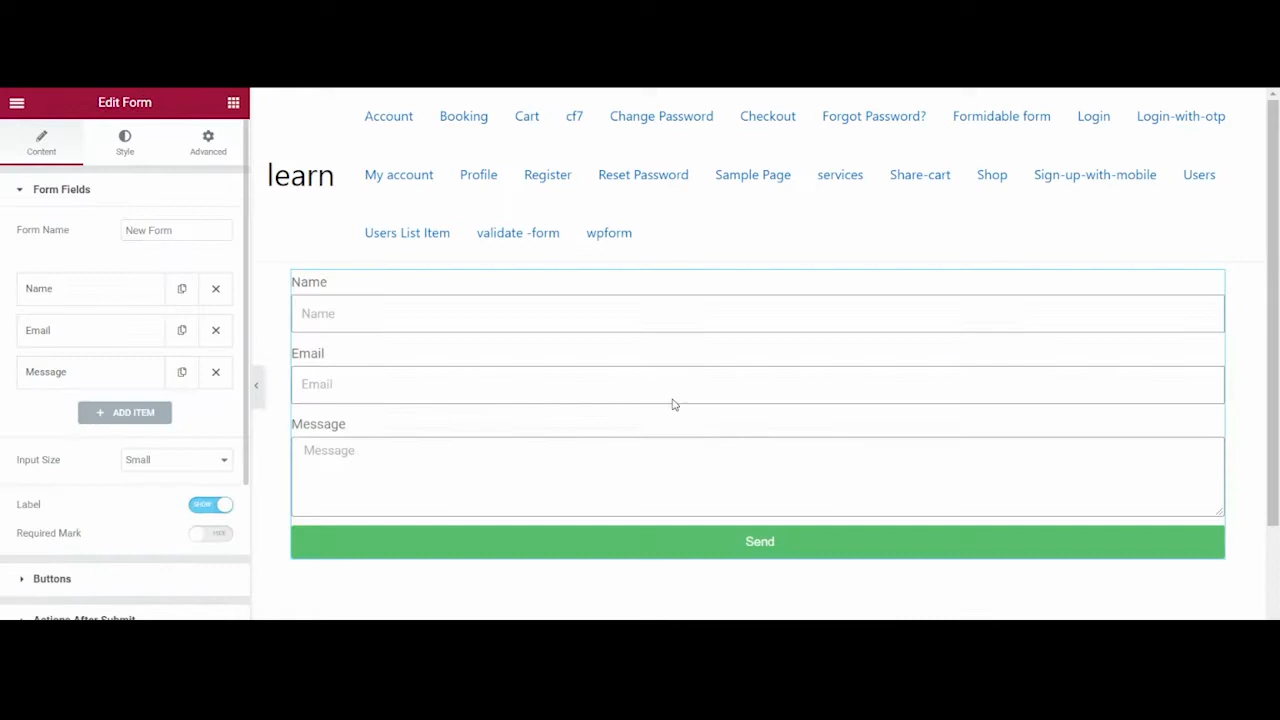 Edit Form
Content Style Advanced
Form Fields
Form Name New Form
Name
Email
Message
+ ADD ITEM
Input Size Small
Label SHOW
Required Mark HIDE
Buttons
Actions After Submit
Account Booking Cart cf7 Change Password Checkout Forgot Password? Formidable form Login Login-with-otp
learn My account Profile Register Reset Password Sample Page services Share-cart Shop Sign-up-with-mobile Users
Users List Item validate -form wpform
Name
Name
Email
Email
Message
Message
Send